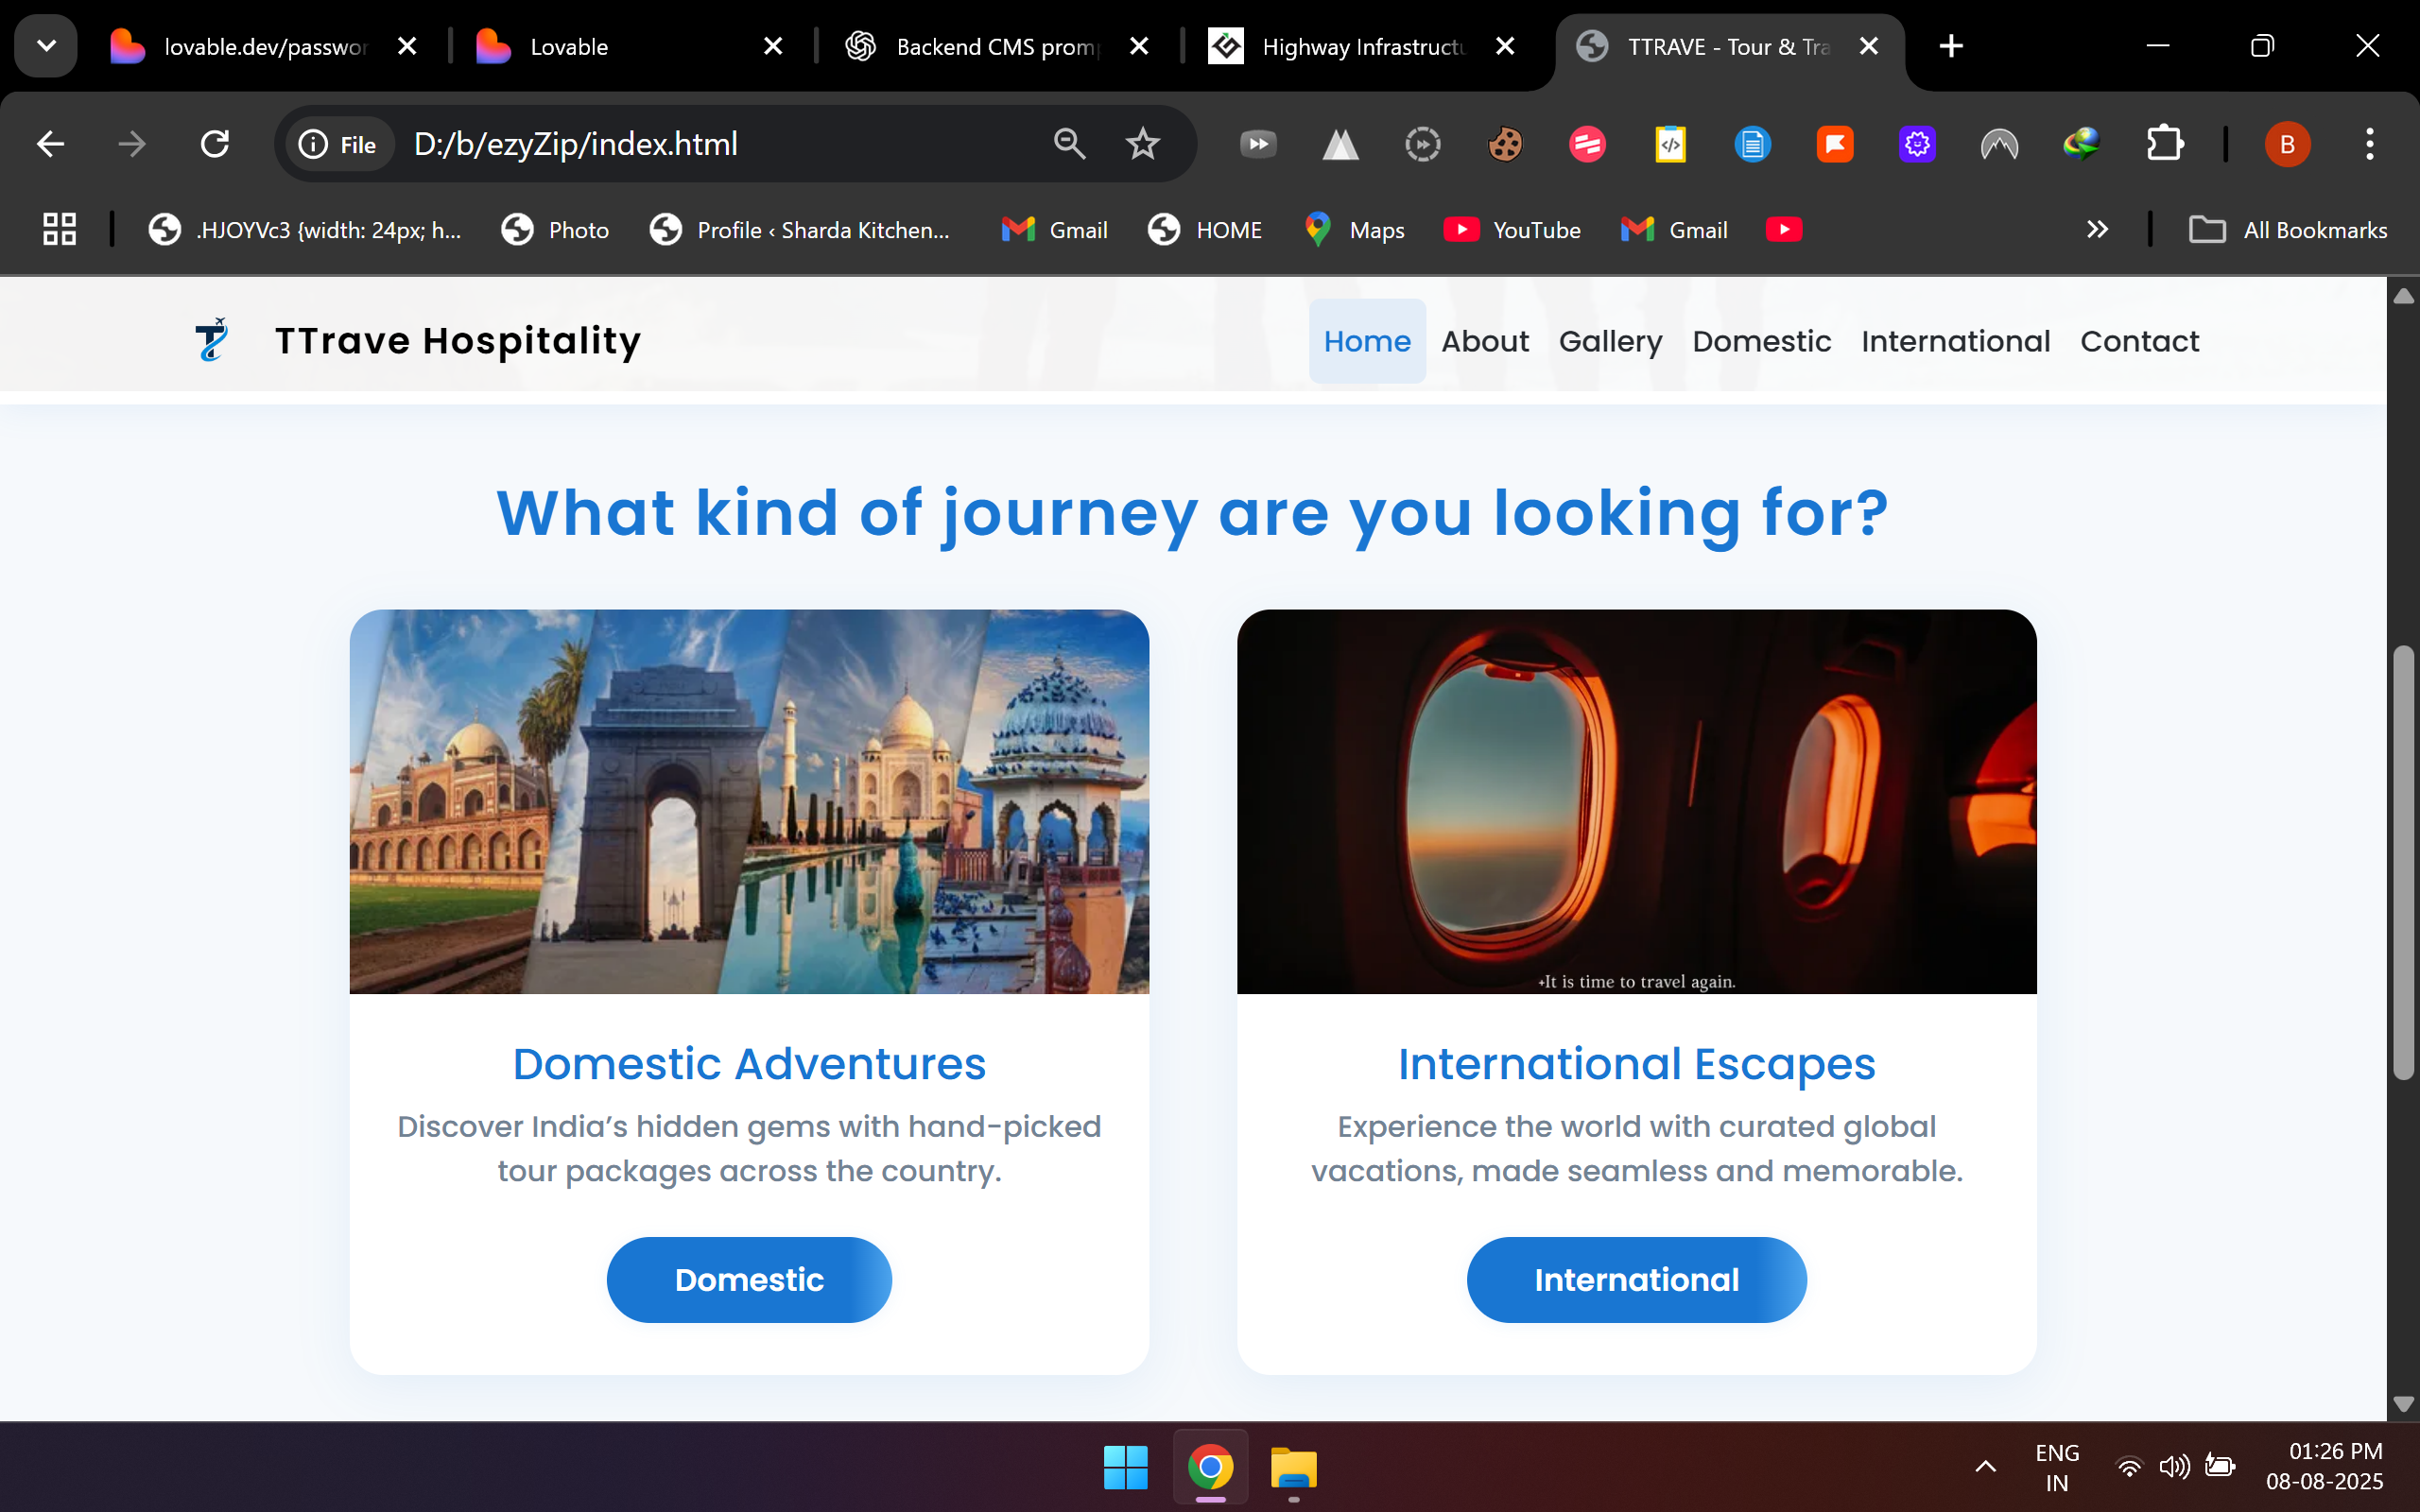 lovable.dev/passwor
Lovable
Backend CMS prom
Highway Infrastruct
TTRAVE - Tour & Tra
File
D:/b/ezyZip/index.html
B
.HJOYVc3 {width: 24px; h...
Photo
Profile ‹ Sharda Kitchen...
Gmail
HOME
Maps
YouTube
Gmail
All Bookmarks
TTrave Hospitality
Home
About
Gallery
Domestic
International
Contact
What kind of journey are you looking for?
It is time to travel again.
Domestic Adventures
Discover India’s hidden gems with hand-picked
tour packages across the country.
Domestic
International Escapes
Experience the world with curated global
vacations, made seamless and memorable.
International
ENG
IN
01:26 PM
08-08-2025